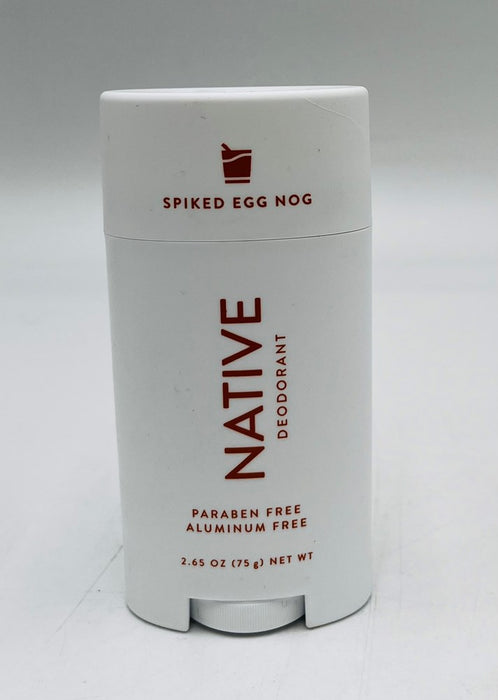 SPIKED EGG NOG
NATIVE
DEODORANT
PARABEN FREE
ALUMINUM FREE
2.65 OZ (75 g) NET WT